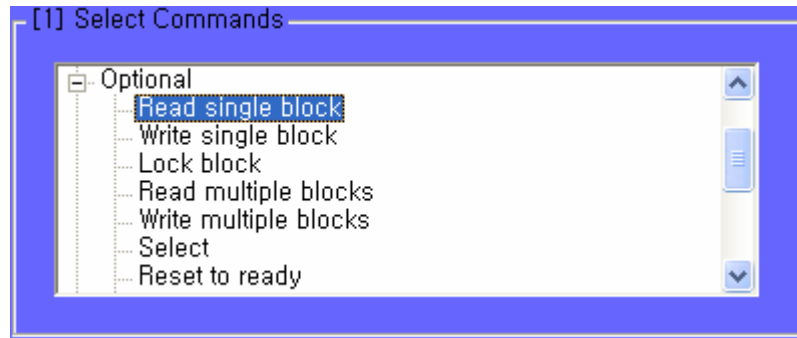 [1] Select Commands
Optional
Read single block
Write single block
Lock block
Read multiple blocks
Write multiple blocks
Select
Reset to ready